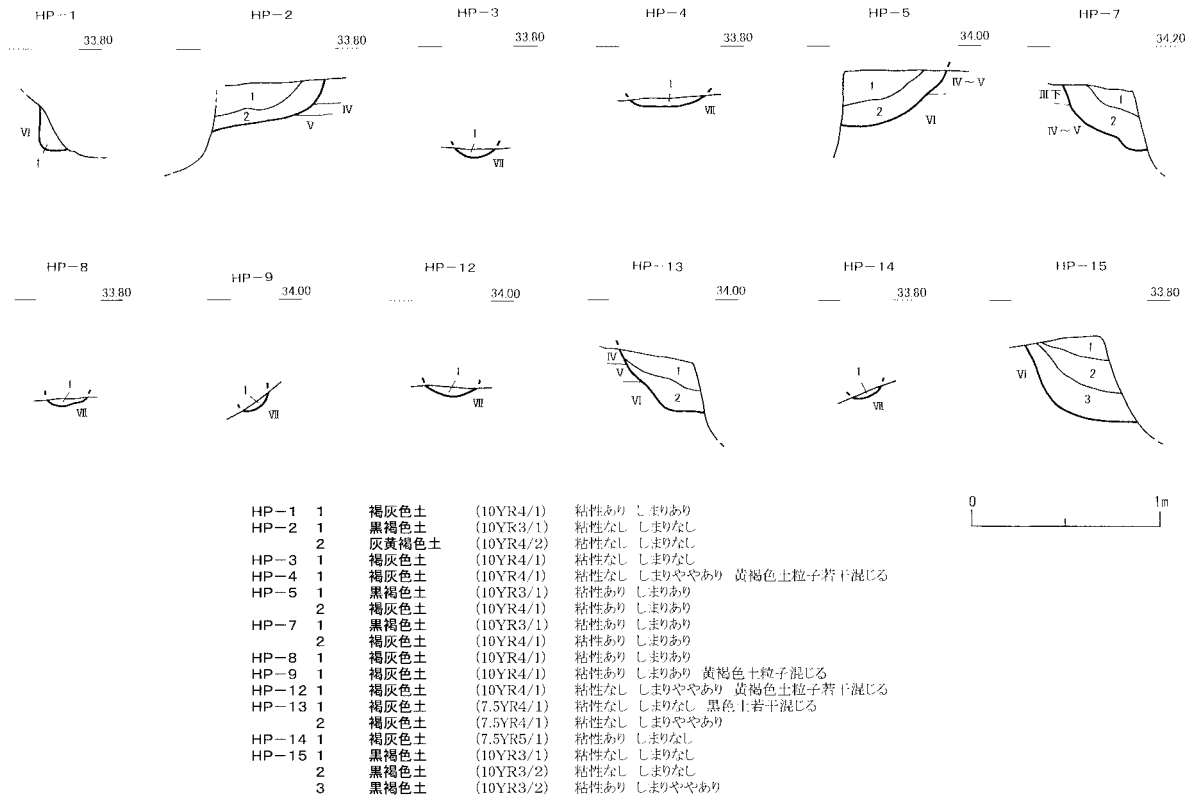 HP-1 HP-2 HP-3 HP-4 HP-5 HP-7
33.80 33.80 33.80 33.80 34.00 34.20
VI 1
1 2 IV V
1 VII
1 VII
1 2 IV～V VI
III下 IV～V 1 2
HP-8 HP-9 HP-12 HP-13 HP-14 HP-15
33.80 34.00 34.00 34.00 33.80 33.80
1 VII
1 VII
1 VII
IV V VI 1 2
1 VII
VI 1 2 3
0 1m
HP-1 1 褐灰色土 (10YR4/1) 粘性あり しまりあり
HP-2 1 黒褐色土 (10YR3/1) 粘性なし しまりなし
2 灰黄褐色土 (10YR4/2) 粘性なし しまりなし
HP-3 1 褐灰色土 (10YR4/1) 粘性なし しまりなし
HP-4 1 褐灰色土 (10YR4/1) 粘性なし しまりややあり 黄褐色土粒子若干混じる
HP-5 1 黒褐色土 (10YR3/1) 粘性あり しまりあり
2 褐灰色土 (10YR4/1) 粘性あり しまりあり
HP-7 1 黒褐色土 (10YR3/1) 粘性あり しまりあり
2 褐灰色土 (10YR4/1) 粘性あり しまりあり
HP-8 1 褐灰色土 (10YR4/1) 粘性あり しまりあり
HP-9 1 褐灰色土 (10YR4/1) 粘性あり しまりあり 黄褐色土粒子混じる
HP-12 1 褐灰色土 (10YR4/1) 粘性なし しまりややあり 黄褐色土粒子若干混じる
HP-13 1 褐灰色土 (7.5YR4/1) 粘性なし しまりなし 黒色土若干混じる
2 褐灰色土 (7.5YR4/1) 粘性なし しまりややあり
HP-14 1 褐灰色土 (7.5YR5/1) 粘性あり しまりなし
HP-15 1 黒褐色土 (10YR3/1) 粘性なし しまりなし
2 黒褐色土 (10YR3/2) 粘性なし しまりなし
3 黒褐色土 (10YR3/2) 粘性なし しまりややあり